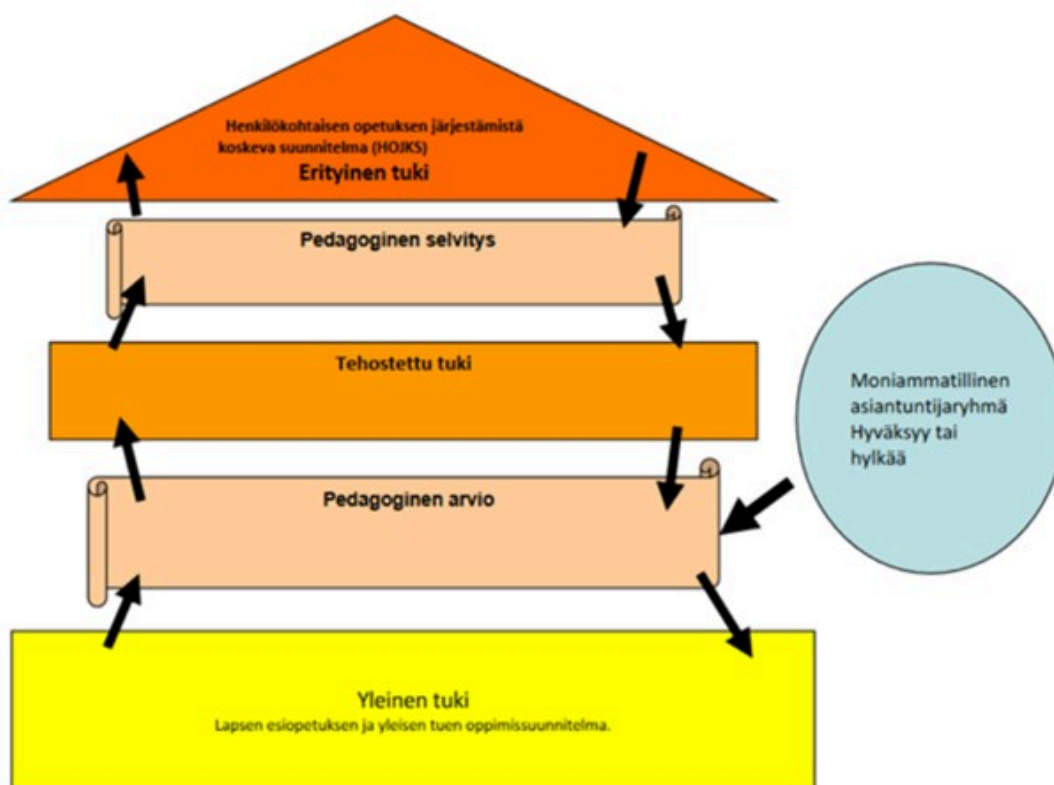 Henkilökohtaisen opetuksen järjestämistä
koskeva suunnitelma (HOJKS)
Erityinen tuki
Pedagoginen selvitys
Tehostettu tuki
Moniammatillinen
asiantuntijaryhmä
Hyväksyy tai
hylkää
Pedagoginen arvio
Yleinen tuki
Lapsen esiopetuksen ja yleisen tuen oppimissuunnitelma.